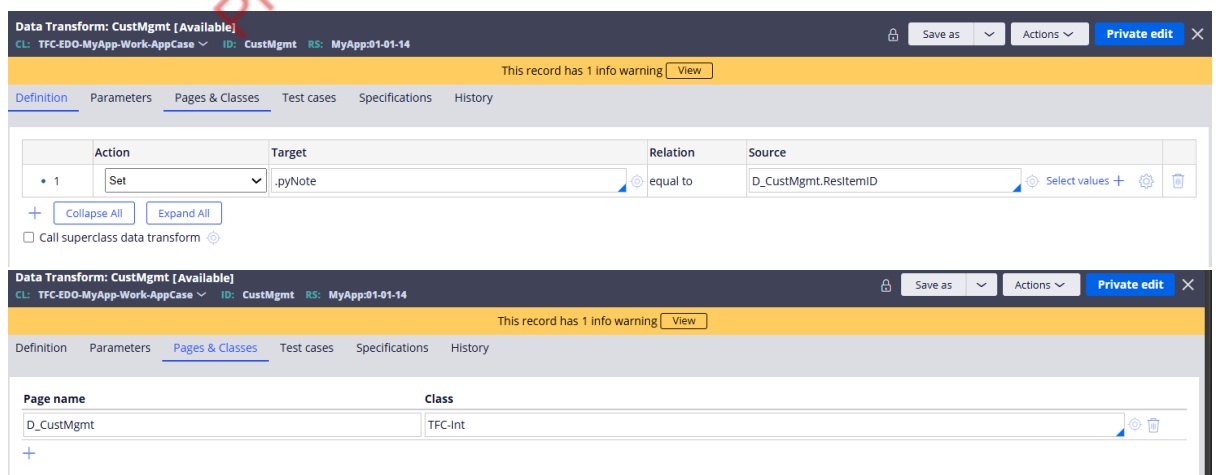 Data Transform: CustMgmt [Available]
CL: TFC-EDO-MyApp-Work-AppCase ID: CustMgmt RS: MyApp:01-01-14
Save as Actions Private edit
This record has 1 info warning View
Definition Parameters Pages & Classes Test cases Specifications History
Action Target Relation Source
1 Set .pyNote equal to D_CustMgmt.ResItemID Select values
Collapse All Expand All
Call superclass data transform
Data Transform: CustMgmt [Available]
CL: TFC-EDO-MyApp-Work-AppCase ID: CustMgmt RS: MyApp:01-01-14
Save as Actions Private edit
This record has 1 info warning View
Definition Parameters Pages & Classes Test cases Specifications History
Page name Class
D_CustMgmt TFC-Int